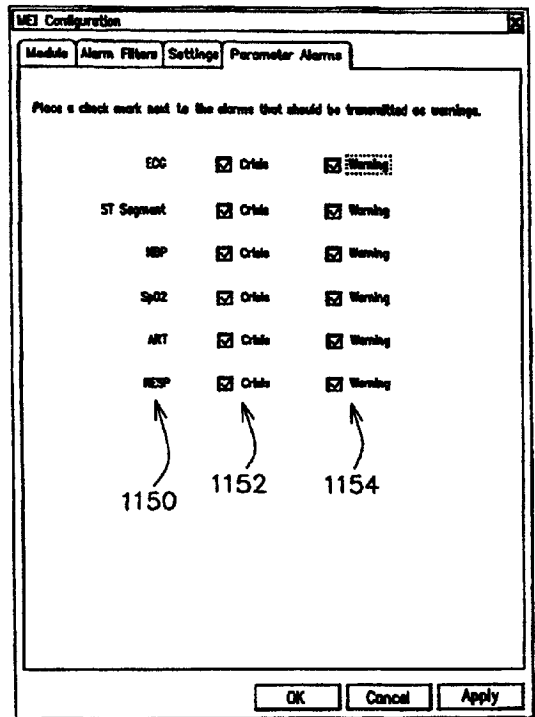 MEI Configuration
Module Alarm Filters Settings Parameter Alarms
Place a check mark next to the alarms that should be transmitted as warnings.
ECG Crisis Warning
ST Segment Crisis Warning
NBP Crisis Warning
SpO2 Crisis Warning
ART Crisis Warning
RESP Crisis Warning
1150 1152 1154
OK Cancel Apply